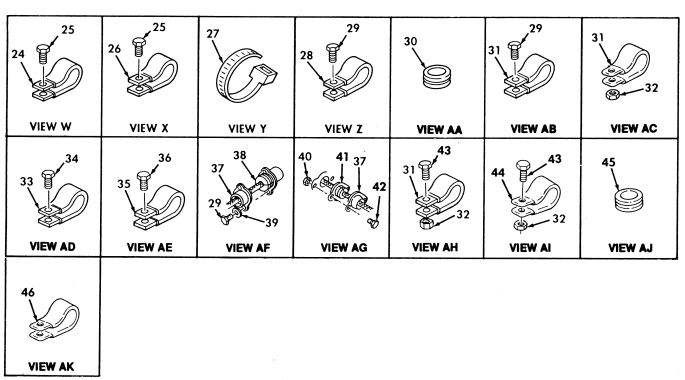 24 25
VIEW W
26 25
VIEW X
27
VIEW Y
28 29
VIEW Z
30
VIEW AA
31 29
VIEW AB
31 32
VIEW AC
33 34
VIEW AD
35 36
VIEW AE
37 38
29 39
VIEW AF
40 41 37
42
VIEW AG
31 43
32
VIEW AH
44 43
32
VIEW AI
45
VIEW AJ
46
VIEW AK